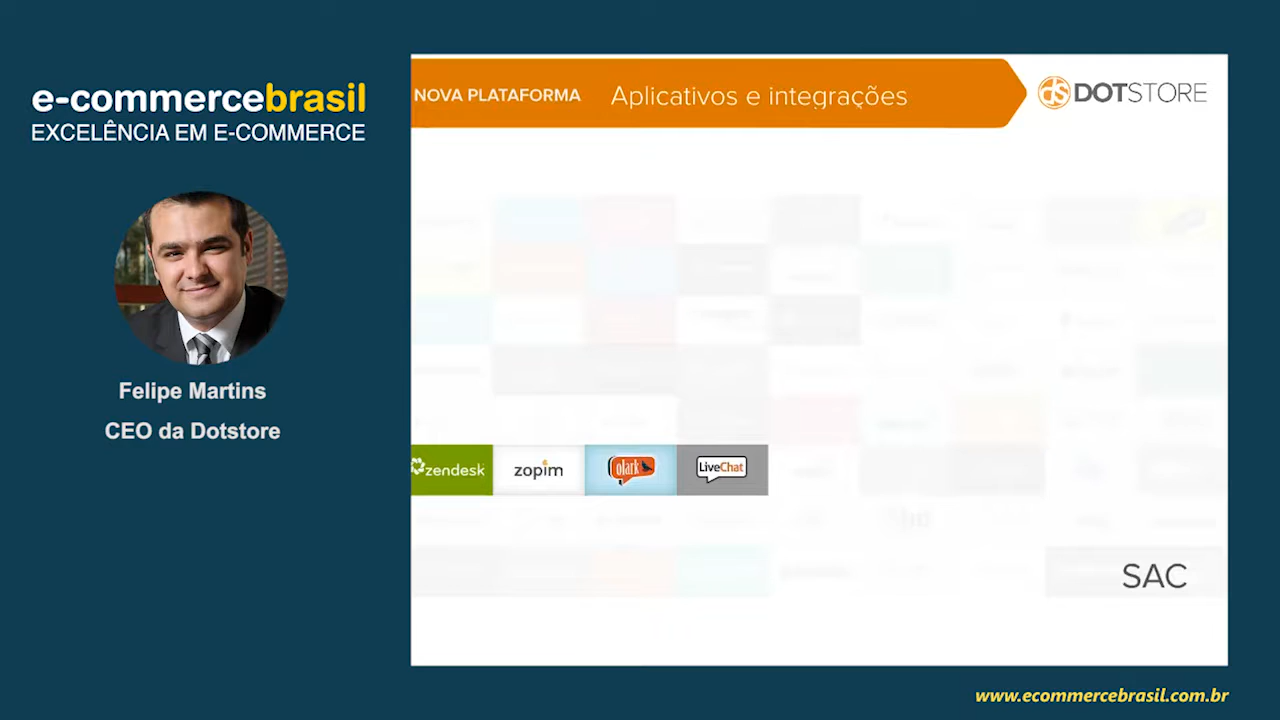 e-commercebrasil
EXCELÊNCIA EM E-COMMERCE
Felipe Martins
CEO da Dotstore
NOVA PLATAFORMA
Aplicativos e integrações
ds DOTSTORE
zendesk
zopim
olark
LiveChat
SAC
www.ecommercebrasil.com.br